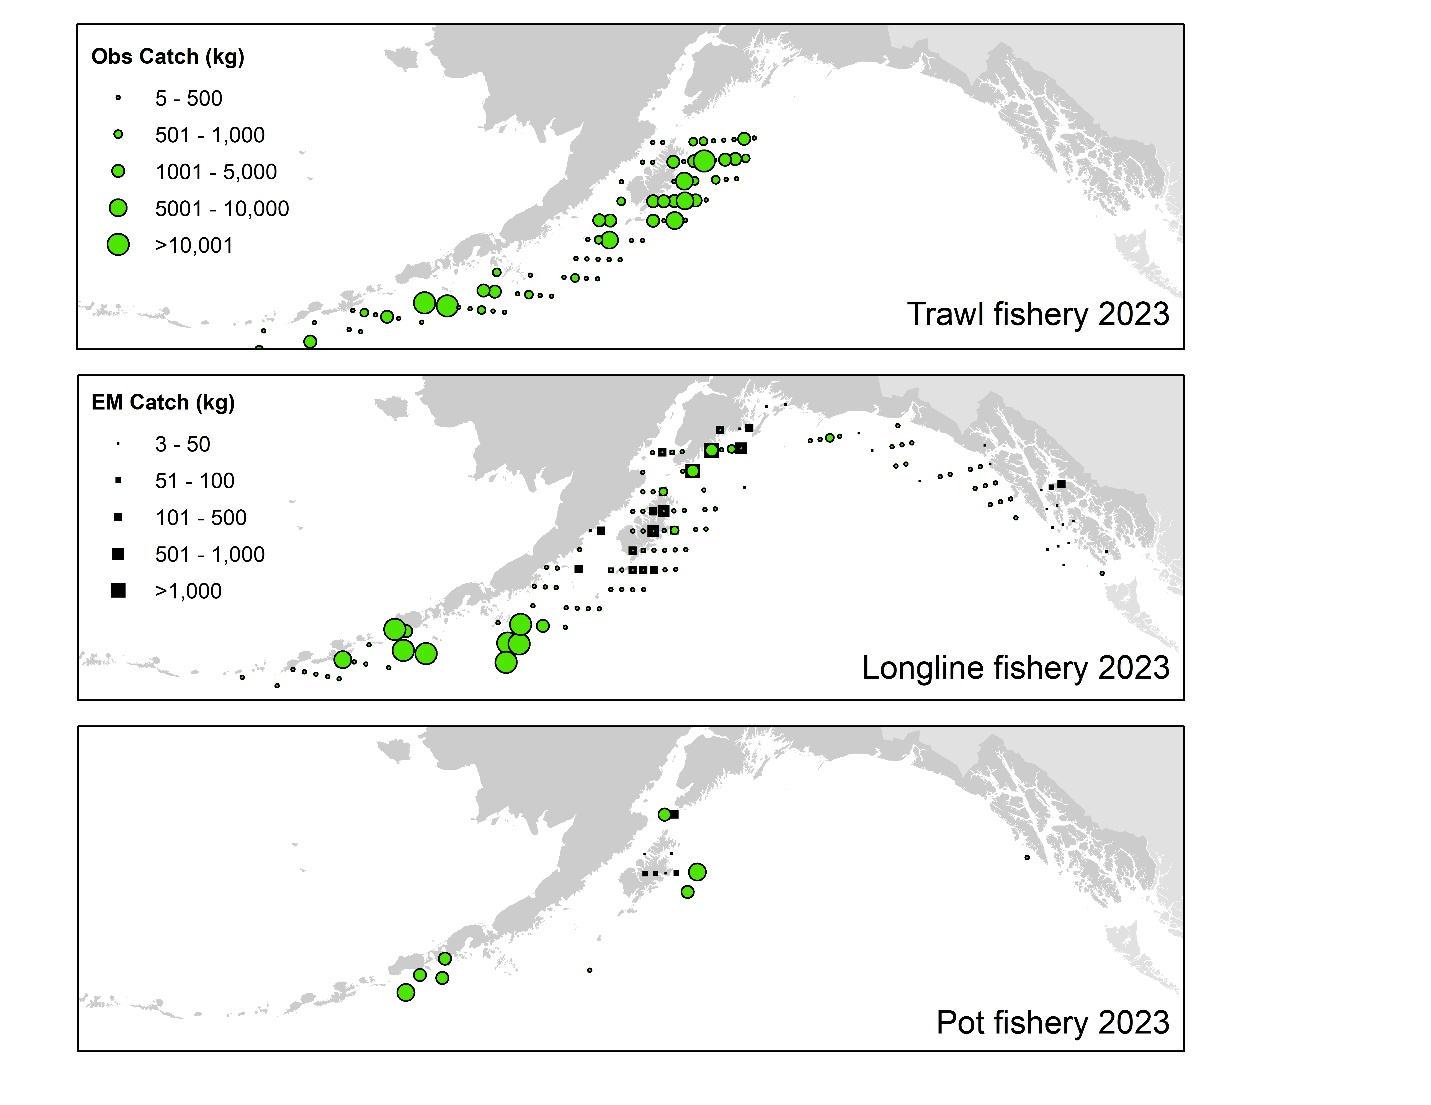 Obs Catch (kg)
5 - 500
501 - 1,000
1001 - 5,000
5001 - 10,000
>10,001
Trawl fishery 2023
EM Catch (kg)
3 - 50
51 - 100
101 - 500
501 - 1,000
>1,000
Longline fishery 2023
Pot fishery 2023